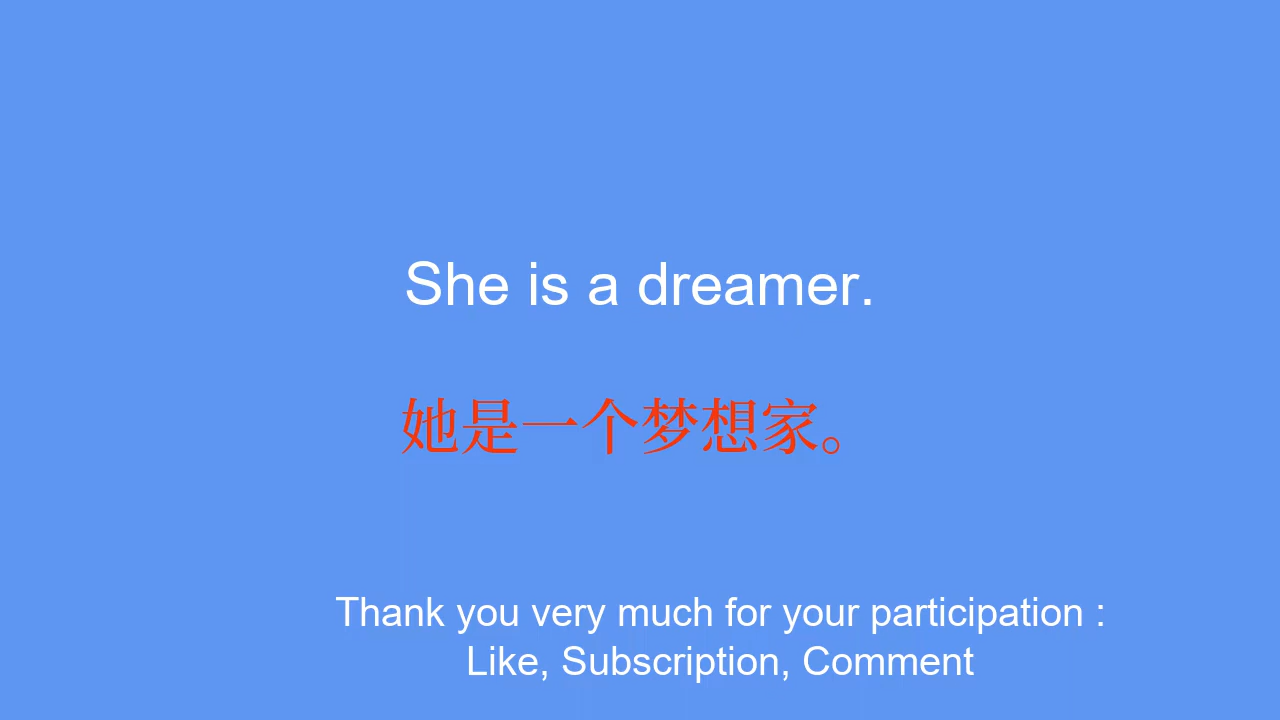 She is a dreamer.
她是一个梦想家。
Thank you very much for your participation :
Like, Subscription, Comment